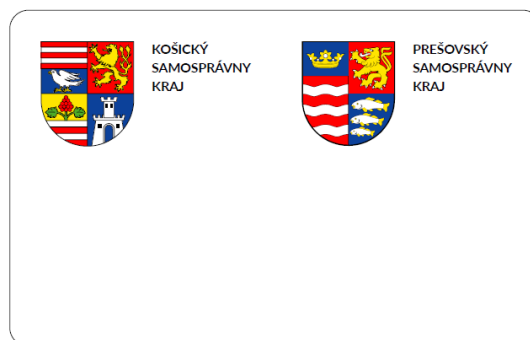 KOŠICKÝ
SAMOSPRÁVNY
KRAJ
PREŠOVSKÝ
SAMOSPRÁVNY
KRAJ